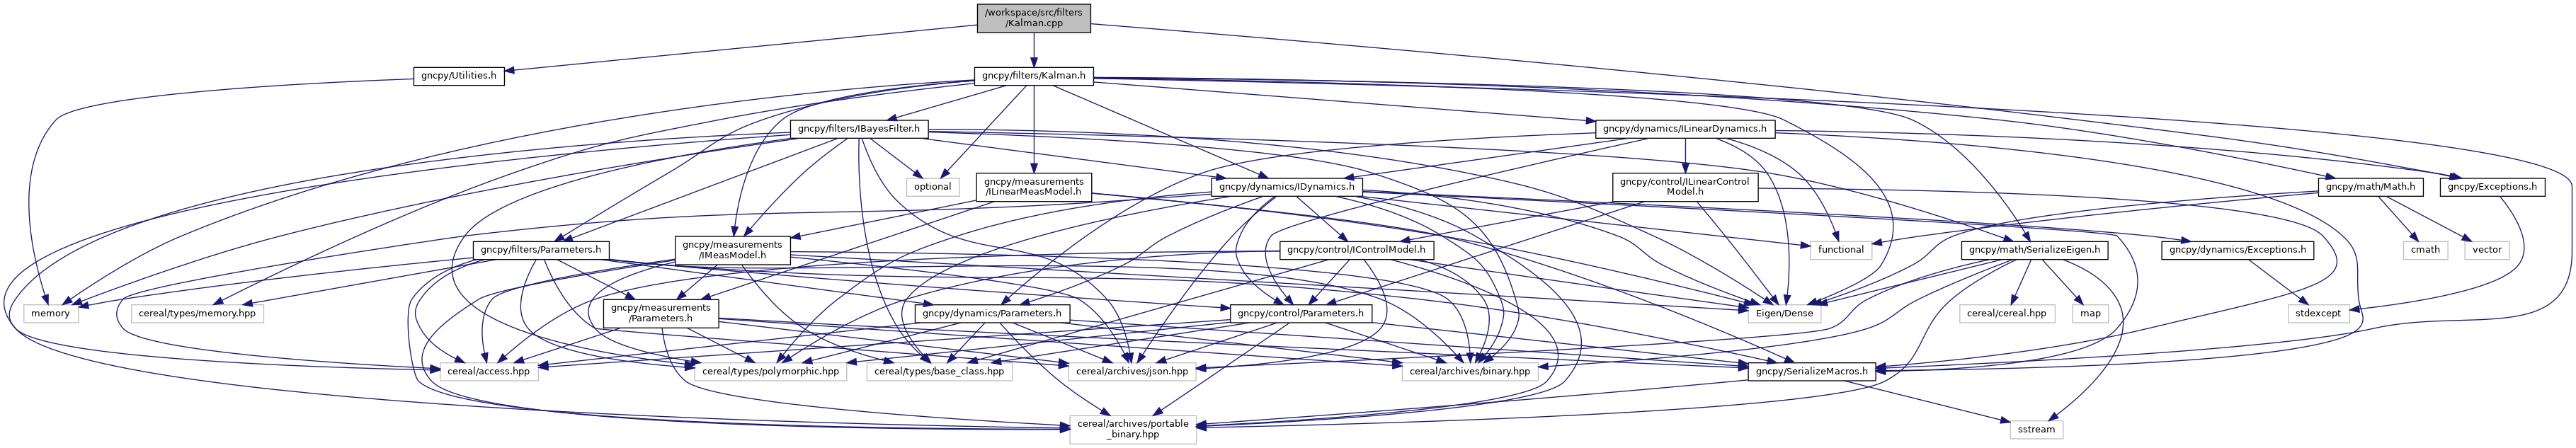 /workspace/src/filters
/Kalman.cpp
gncpy/Utilities.h
gncpy/filters/Kalman.h
gncpy/filters/IBayesFilter.h
gncpy/dynamics/ILinearDynamics.h
optional
gncpy/measurements
/ILinearMeasModel.h
gncpy/dynamics/IDynamics.h
gncpy/control/ILinearControl
Model.h
gncpy/math/Math.h
gncpy/Exceptions.h
gncpy/filters/Parameters.h
gncpy/measurements
/IMeasModel.h
gncpy/control/IControlModel.h
functional
gncpy/math/SerializeEigen.h
gncpy/dynamics/Exceptions.h
cmath
vector
memory
cereal/types/memory.hpp
gncpy/measurements
/Parameters.h
gncpy/dynamics/Parameters.h
gncpy/control/Parameters.h
Eigen/Dense
cereal/cereal.hpp
map
stdexcept
cereal/access.hpp
cereal/types/polymorphic.hpp
cereal/types/base_class.hpp
cereal/archives/json.hpp
cereal/archives/binary.hpp
gncpy/SerializeMacros.h
cereal/archives/portable
_binary.hpp
sstream